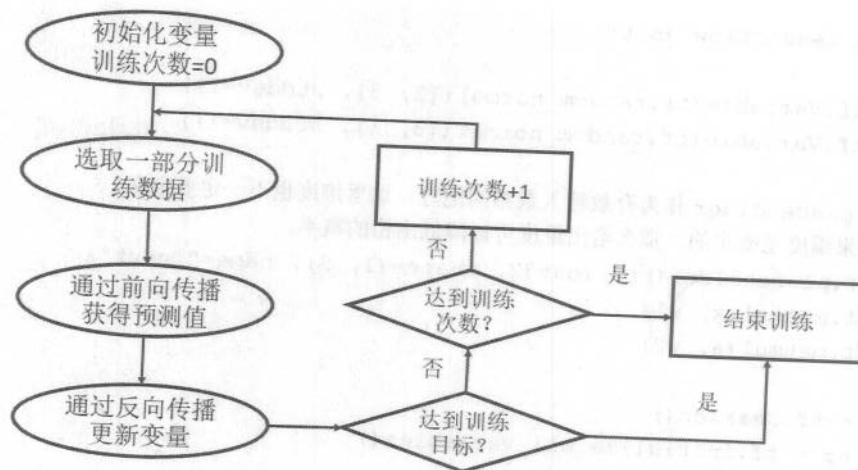 初始化变量
训练次数=0
选取一部分训
练数据
训练次数+1
否
通过前向传播
获得预测值
达到训练
次数？
是
结束训练
否
通过反向传播
更新变量
达到训练
目标？
是